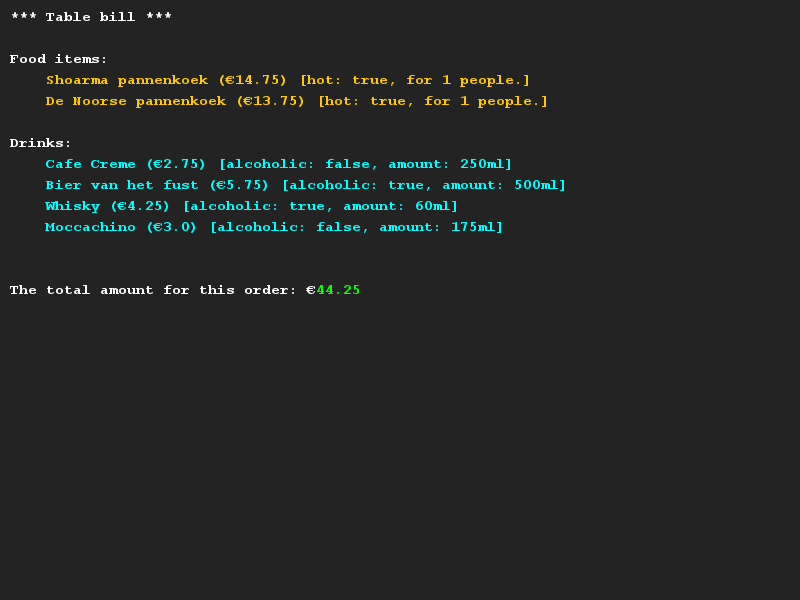 *** Table bill ***
Food items:
Shoarma pannenkoek (€14.75) [hot: true, for 1 people.]
De Noorse pannenkoek (€13.75) [hot: true, for 1 people.]
Drinks:
Cafe Creme (€2.75) [alcoholic: false, amount: 250ml]
Bier van het fust (€5.75) [alcoholic: true, amount: 500ml]
Whisky (€4.25) [alcoholic: true, amount: 60ml]
Moccachino (€3.0) [alcoholic: false, amount: 175ml]
The total amount for this order: €44.25